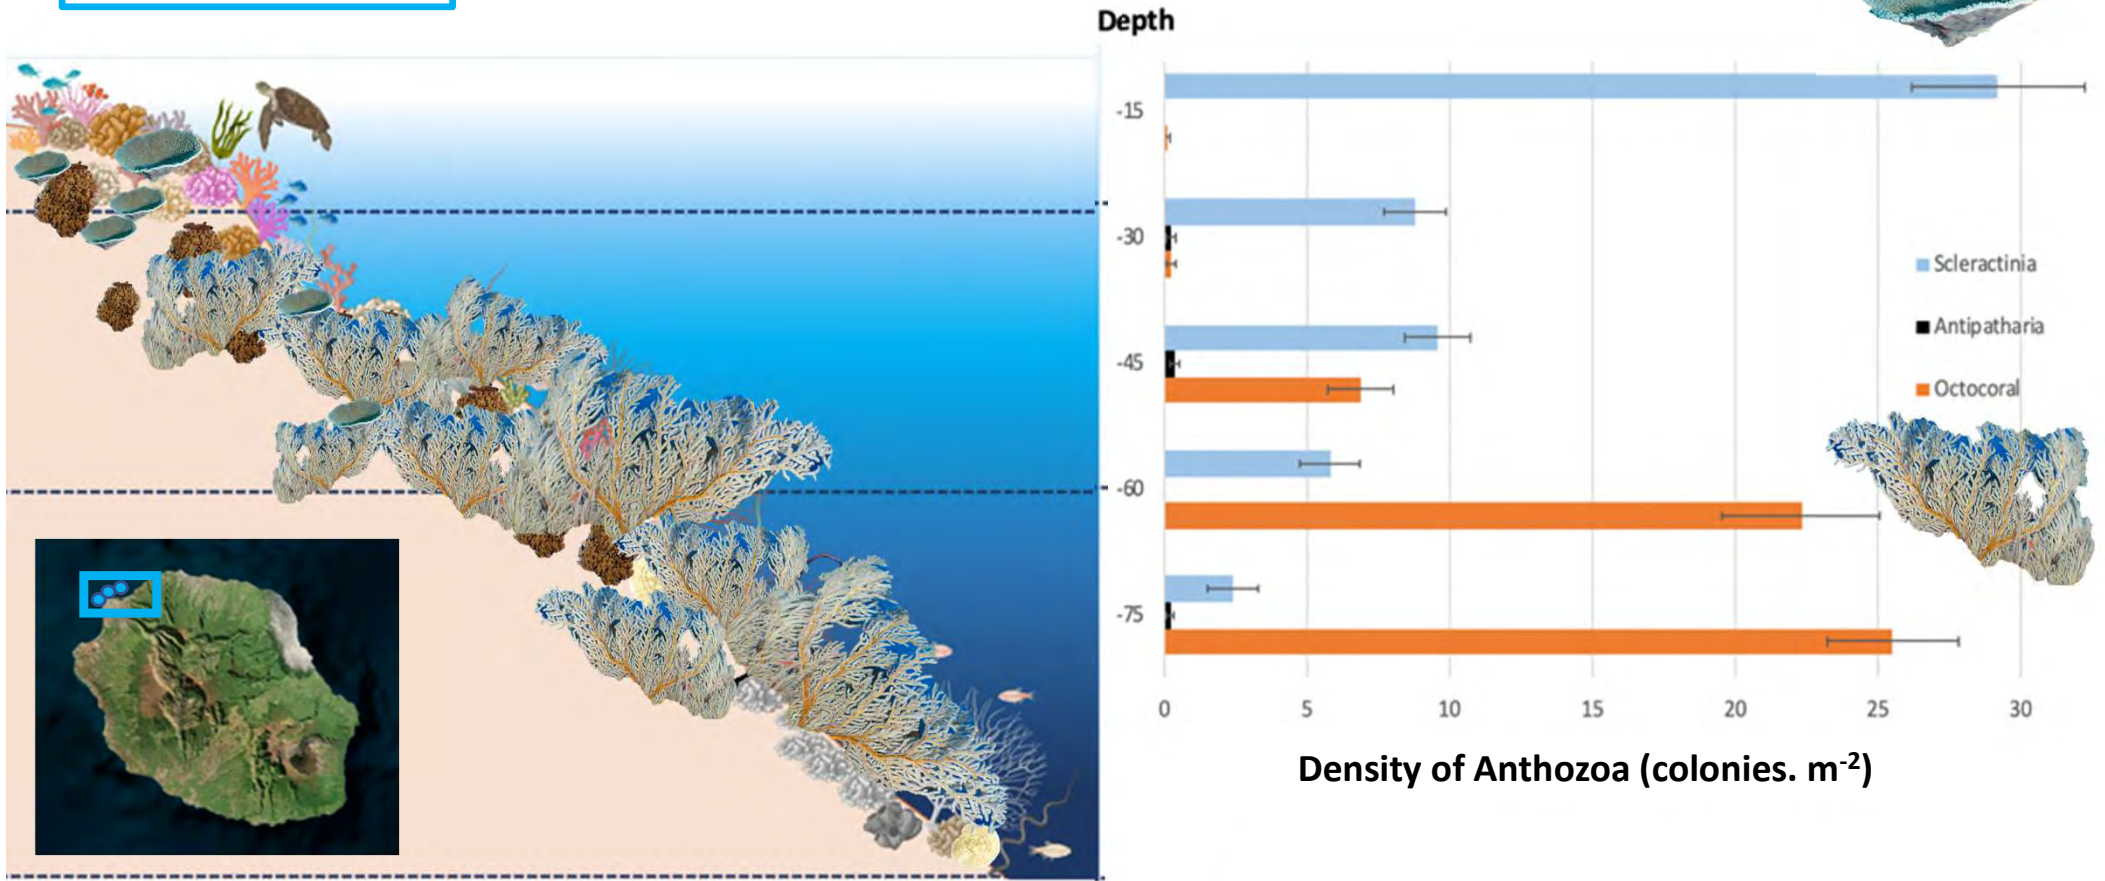 Depth
-15
-30
-45
-60
-75
Scleractinia
Antipatharia
Octocoral
0 5 10 15 20 25 30
Density of Anthozoa (colonies. m⁻²)